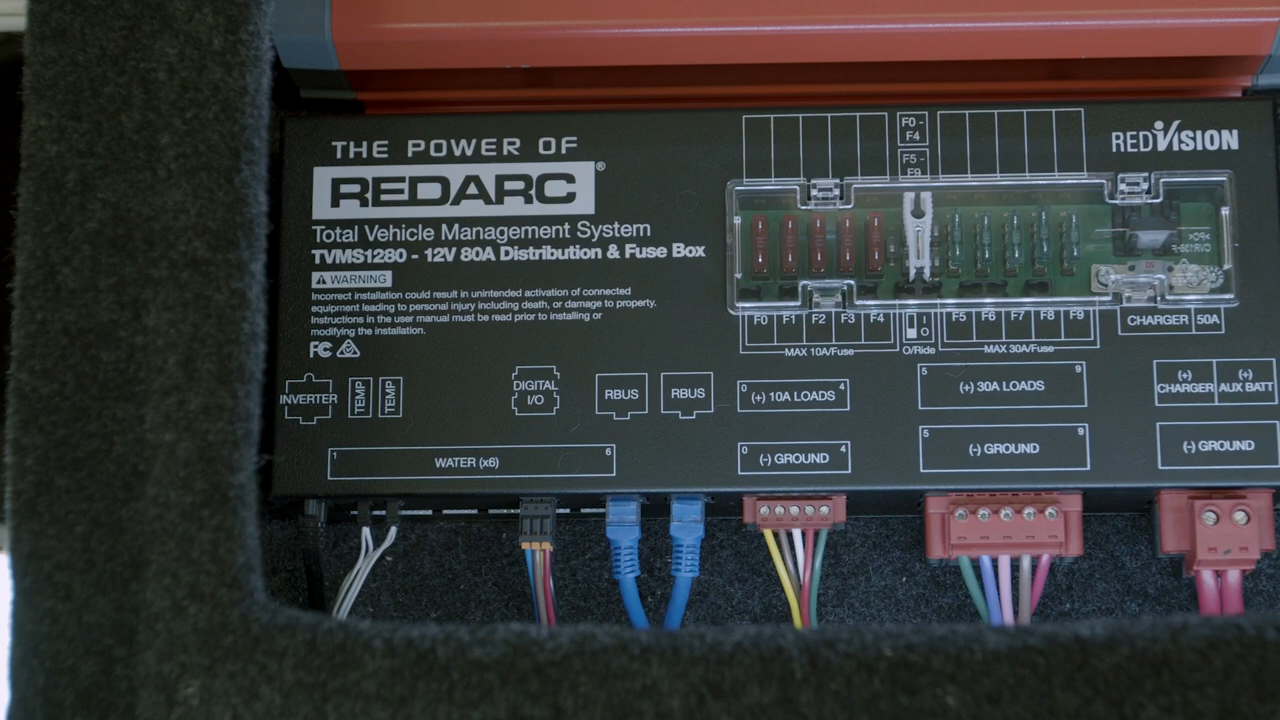 THE POWER OF
REDARC®
Total Vehicle Management System
TVMS1280 - 12V 80A Distribution & Fuse Box
WARNING
Incorrect installation could result in unintended activation of connected
equipment leading to personal injury including death, or damage to property.
Instructions in the user manual must be read prior to installing or
modifying the installation.
FC
F0 -
F4
F5 -
F9
REDVISION
F0 F1 F2 F3 F4
I
O
F5 F6 F7 F8 F9
CHARGER 50A
MAX 10A/Fuse
O/Ride
MAX 30A/Fuse
INVERTER
TEMP
TEMP
DIGITAL
I/O
RBUS
RBUS
0 4
(+) 10A LOADS
5 9
(+) 30A LOADS
(+)
CHARGER
(+)
AUX BATT
1 6
WATER (x6)
0 4
(-) GROUND
5 9
(-) GROUND
(-) GROUND